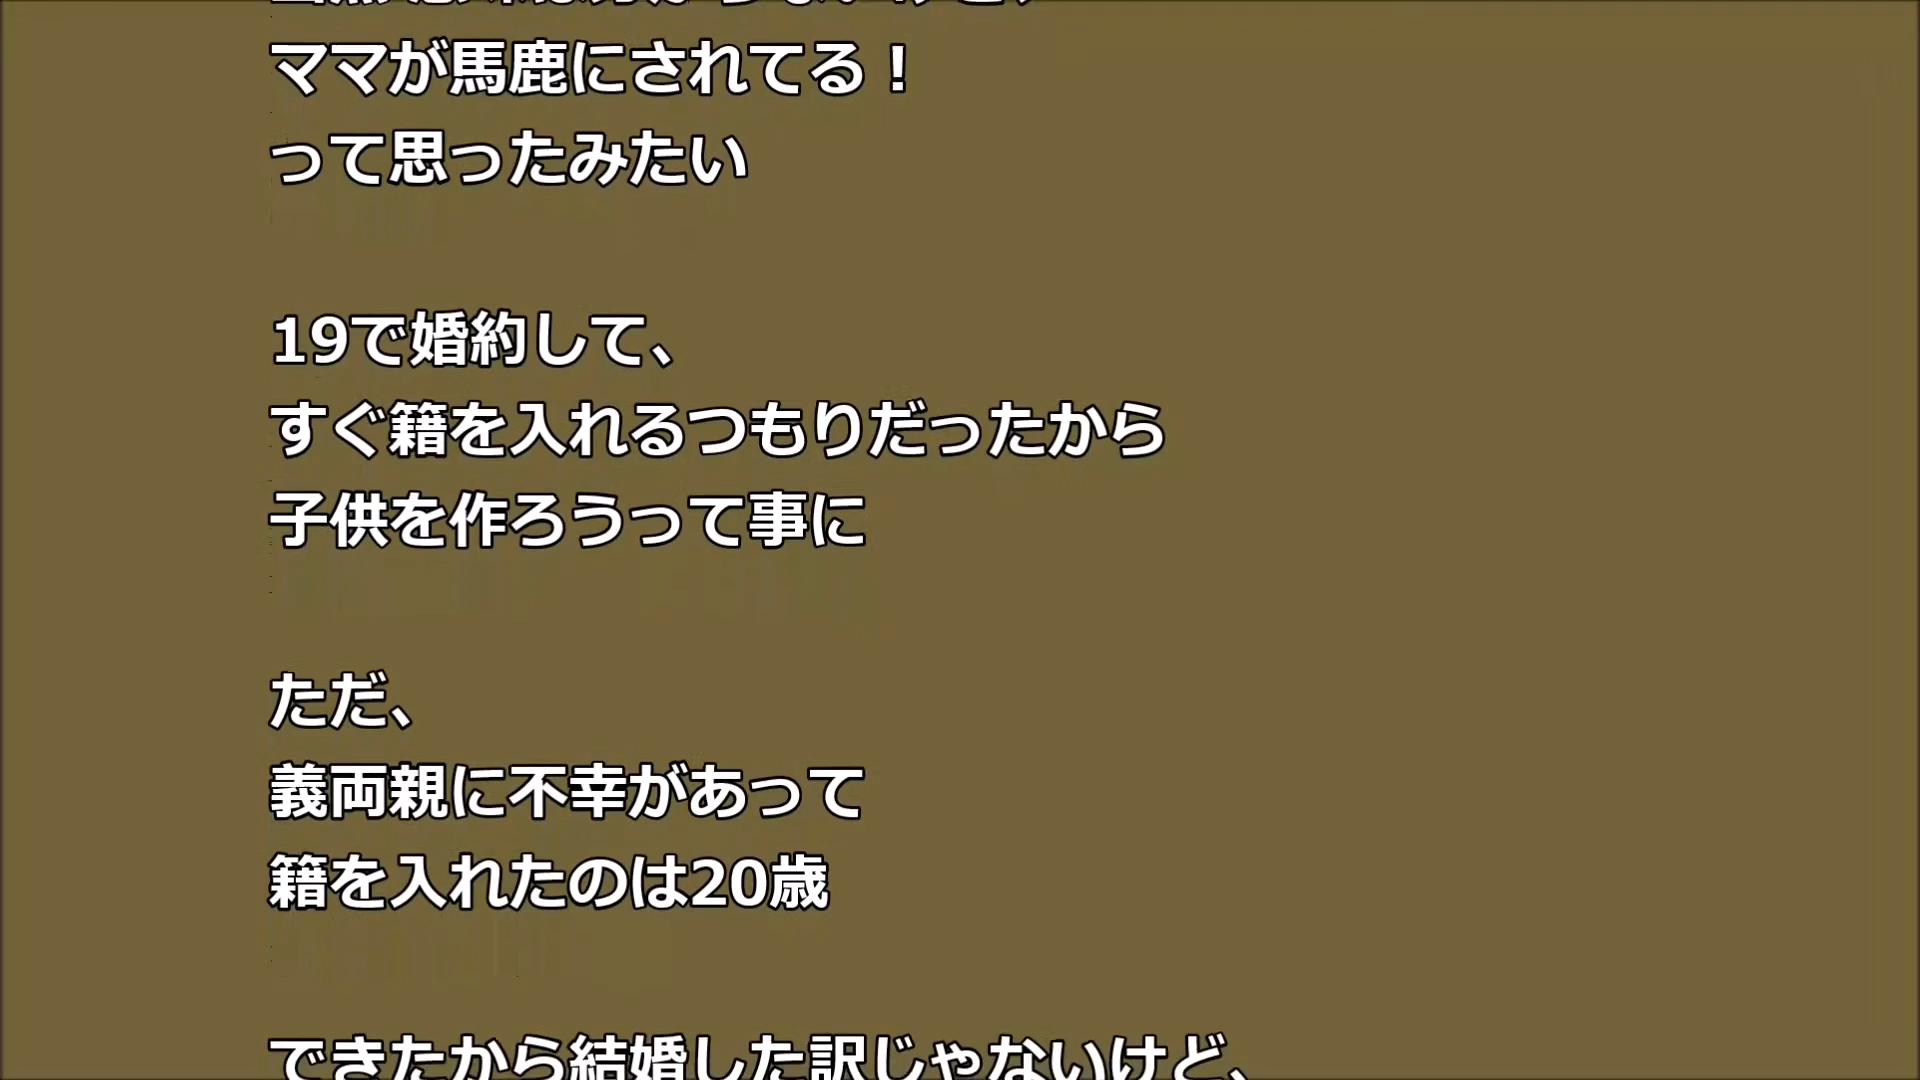 ママが馬鹿にされてる！
って思ったみたい
19で婚約して、
すぐ籍を入れるつもりだったから
子供を作ろうって事に
ただ、
義両親に不幸があって
籍を入れたのは20歳
できたから結婚した訳じゃないけど、